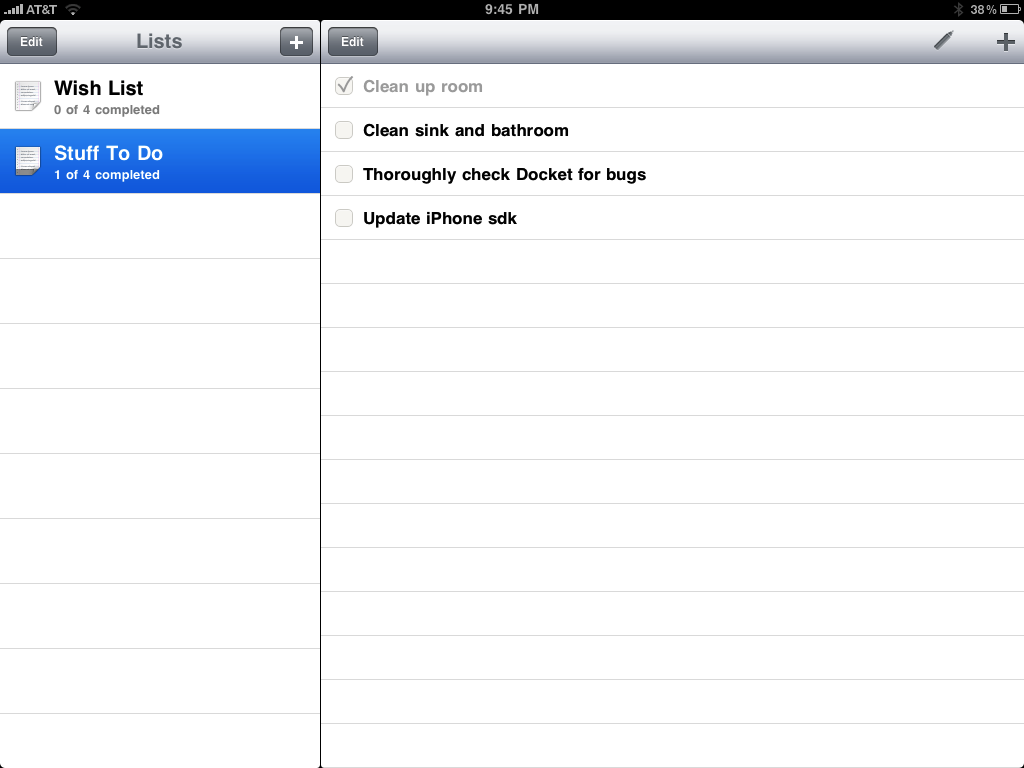 AT&T 9:45 PM 38%
Edit Lists
Wish List
0 of 4 completed
Stuff To Do
1 of 4 completed
Edit
Clean up room
Clean sink and bathroom
Thoroughly check Docket for bugs
Update iPhone sdk